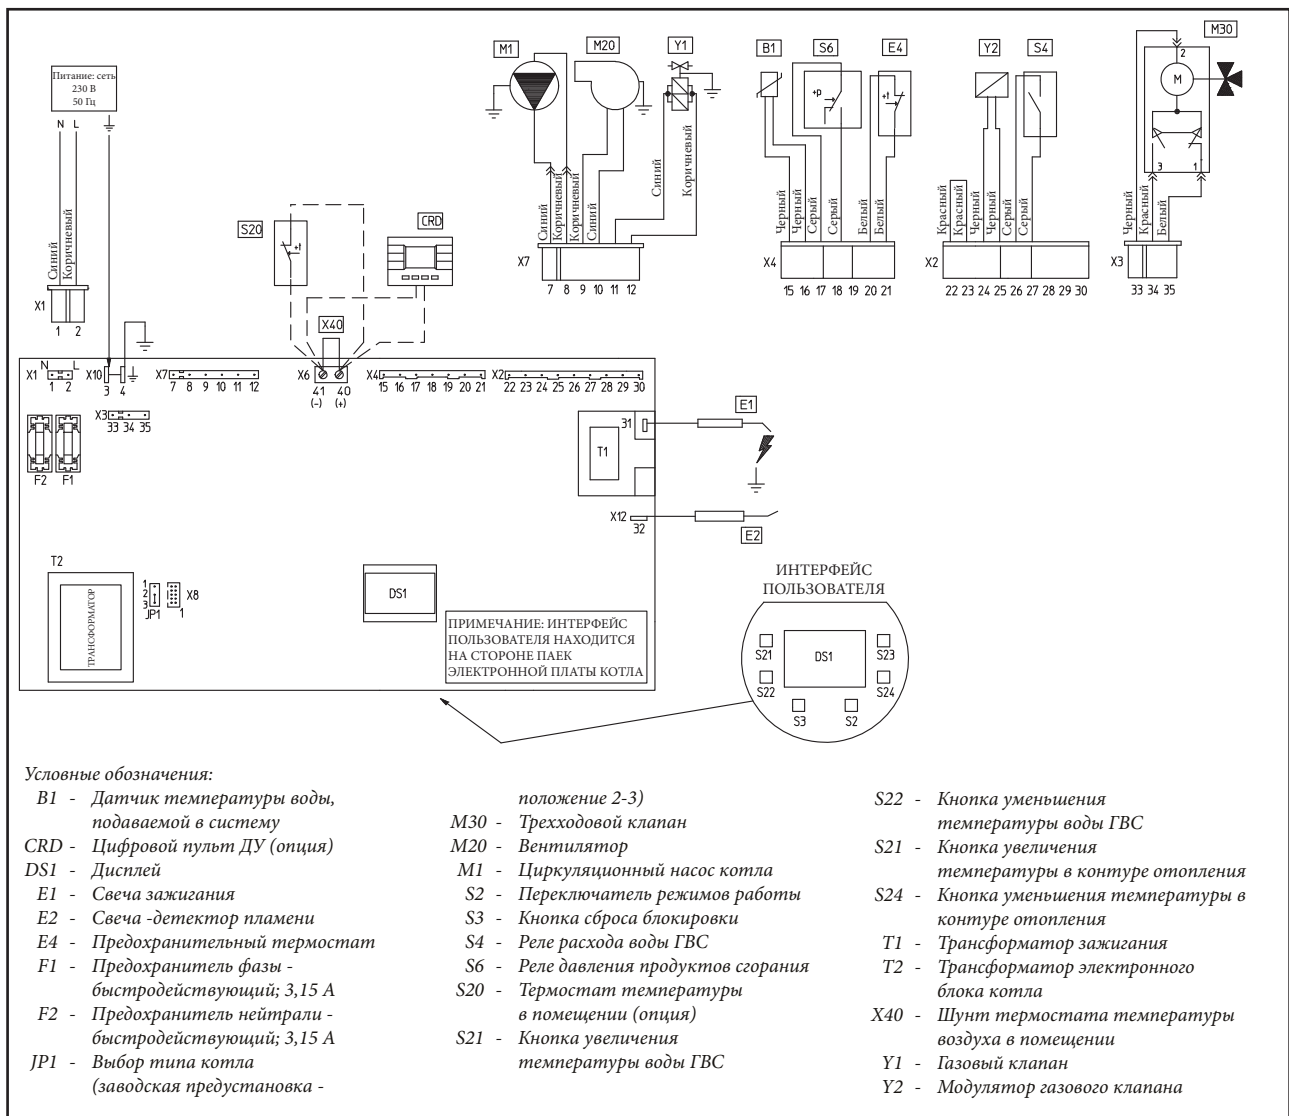 Питание: сеть
230 В
50 Гц
N L
Синий
Коричневый
X1
1 2
S20
+t
CRD
X40
M1
M20
Y1
Синий
Коричневый
Коричневый
Синий
Синий
Коричневый
X7
7 8 9 10 11 12
B1
S6
E4
+p
+t
Черный
Черный
Серый
Серый
Белый
Белый
X4
15 16 17 18 19 20 21
Y2
S4
Красный
Красный
Черный
Черный
Серый
Серый
X2
22 23 24 25 26 27 28 29 30
M30
2
M
3 1
Черный
Красный
Белый
X3
33 34 35
X1 N L
1 2
X10
3 4
X7
7 8 9 10 11 12
X6
41 40
(-) (+)
X4
15 16 17 18 19 20 21
X2
22 23 24 25 26 27 28 29 30
X3
33 34 35
F2 F1
31
T1
E1
X12
32
E2
T2
ТРАНСФОРМАТОР
1
2
3
JP1
X8
1
DS1
ПРИМЕЧАНИЕ: ИНТЕРФЕЙС
ПОЛЬЗОВАТЕЛЯ НАХОДИТСЯ
НА СТОРОНЕ ПАЕК
ЭЛЕКТРОННОЙ ПЛАТЫ КОТЛА
ИНТЕРФЕЙС
ПОЛЬЗОВАТЕЛЯ
S21
DS1
S23
S22
S24
S3
S2
Условные обозначения:
B1 - Датчик температуры воды,
подаваемой в систему
CRD - Цифровой пульт ДУ (опция)
DS1 - Дисплей
E1 - Свеча зажигания
E2 - Свеча -детектор пламени
E4 - Предохранительный термостат
F1 - Предохранитель фазы -
быстродействующий; 3,15 А
F2 - Предохранитель нейтрали -
быстродействующий; 3,15 А
JP1 - Выбор типа котла
(заводская предустановка -
положение 2-3)
M30 - Трехходовой клапан
M20 - Вентилятор
M1 - Циркуляционный насос котла
S2 - Переключатель режимов работы
S3 - Кнопка сброса блокировки
S4 - Реле расхода воды ГВС
S6 - Реле давления продуктов сгорания
S20 - Термостат температуры
в помещении (опция)
S21 - Кнопка увеличения
температуры воды ГВС
S22 - Кнопка уменьшения
температуры воды ГВС
S21 - Кнопка увеличения
температуры в контуре отопления
S24 - Кнопка уменьшения температуры в
контуре отопления
T1 - Трансформатор зажигания
T2 - Трансформатор электронного
блока котла
X40 - Шунт термостата температуры
воздуха в помещении
Y1 - Газовый клапан
Y2 - Модулятор газового клапана